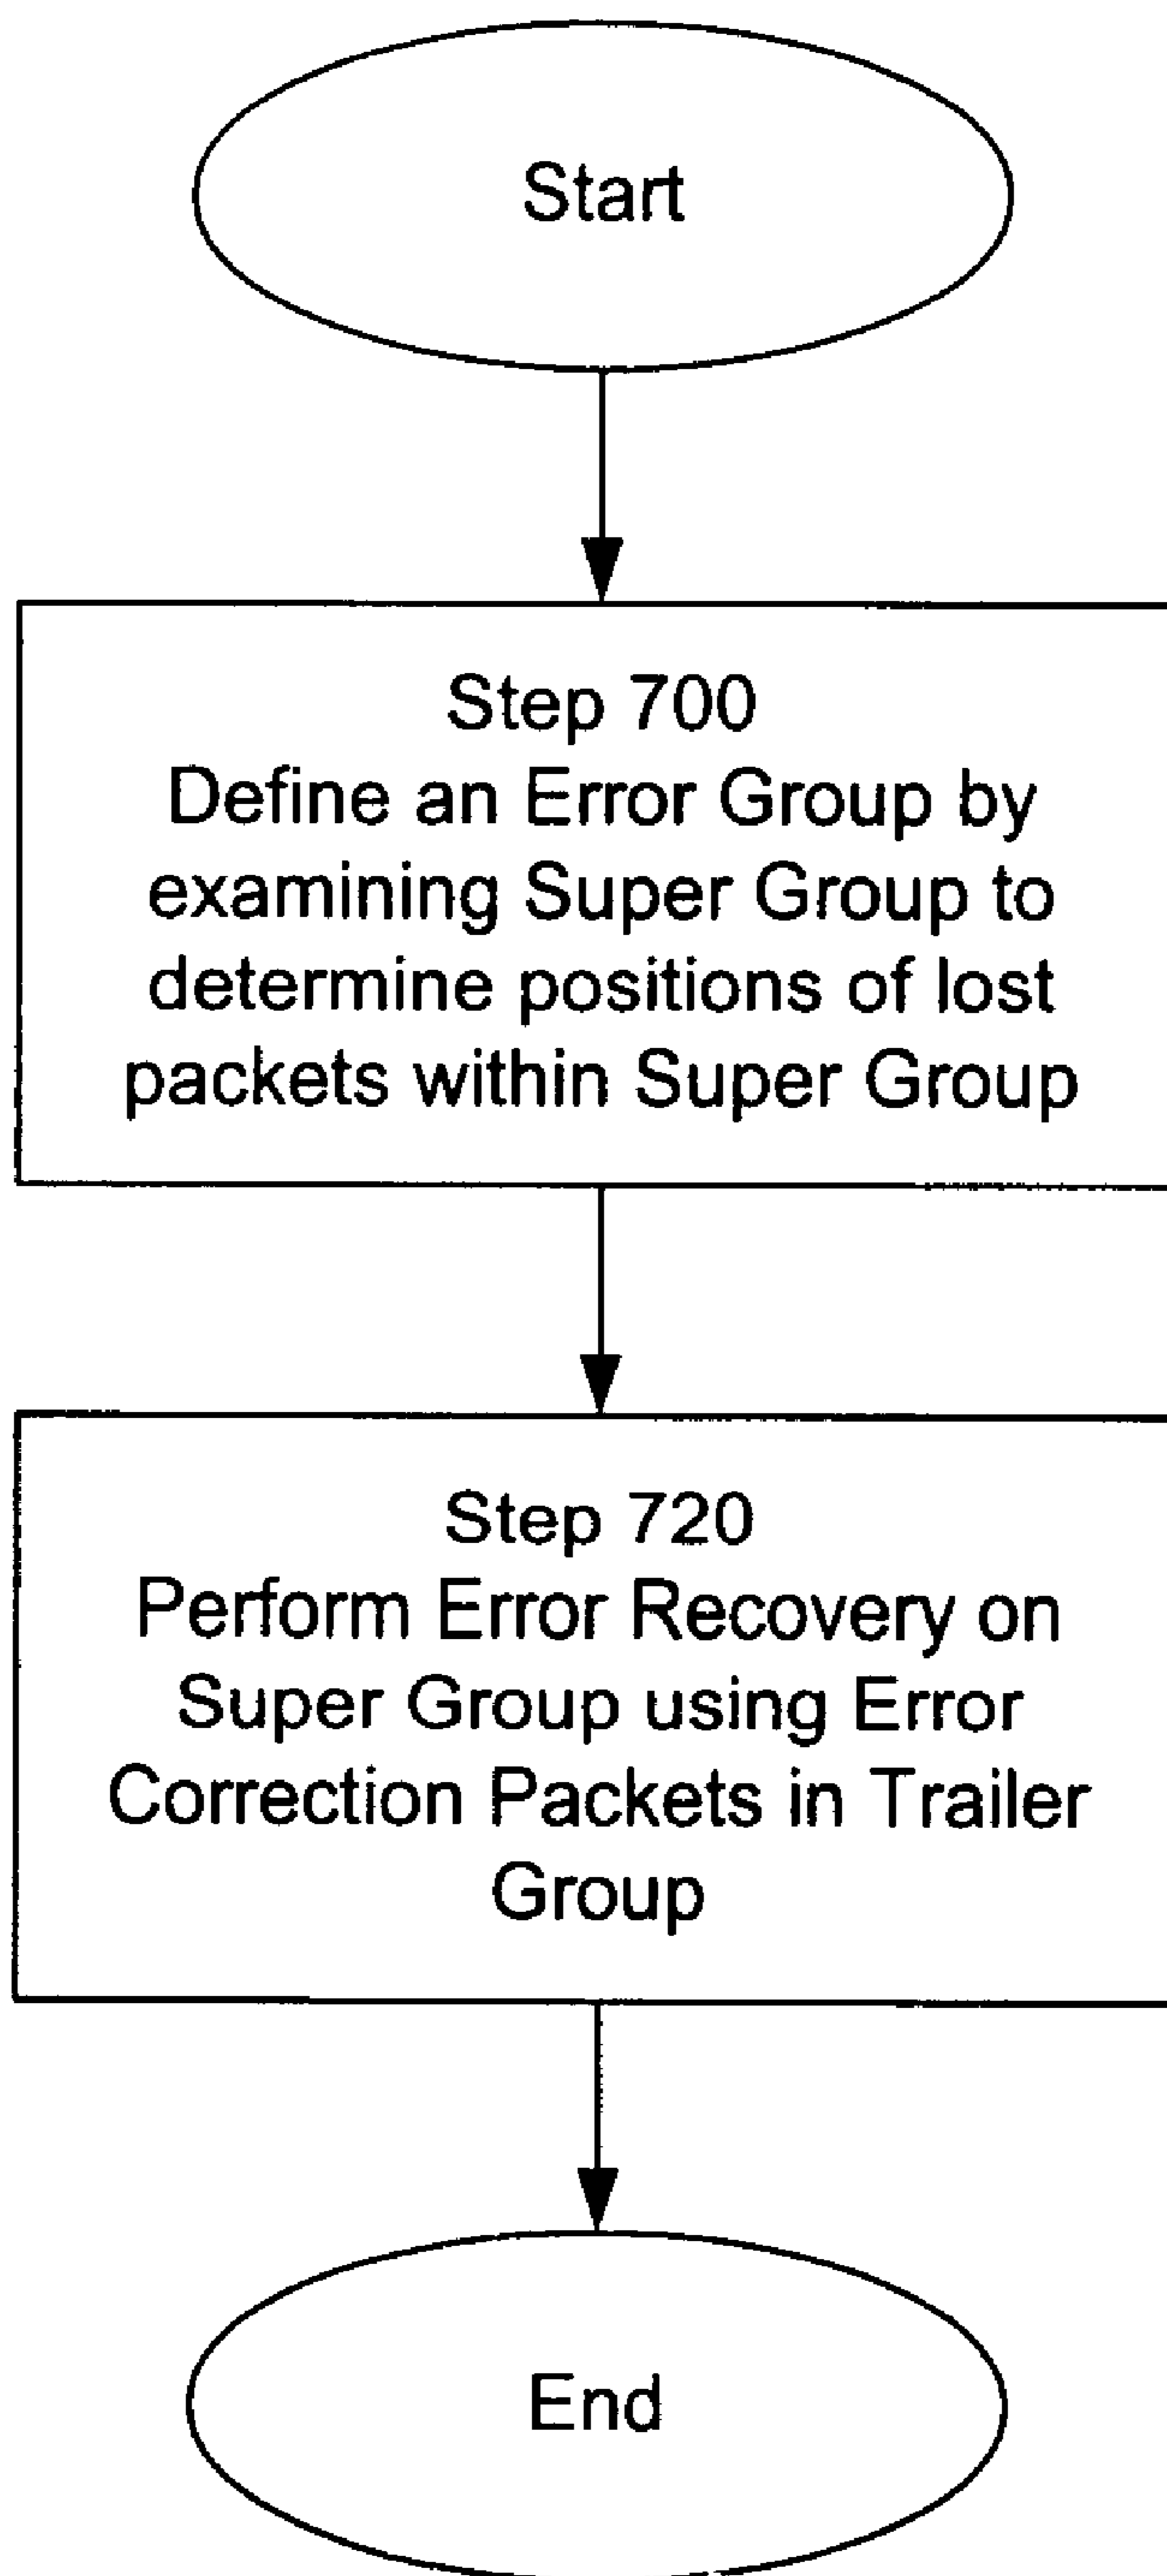 Start
Step 700
Define an Error Group by
examining Super Group to
determine positions of lost
packets within Super Group
Step 720
Perform Error Recovery on
Super Group using Error
Correction Packets in Trailer
Group
End